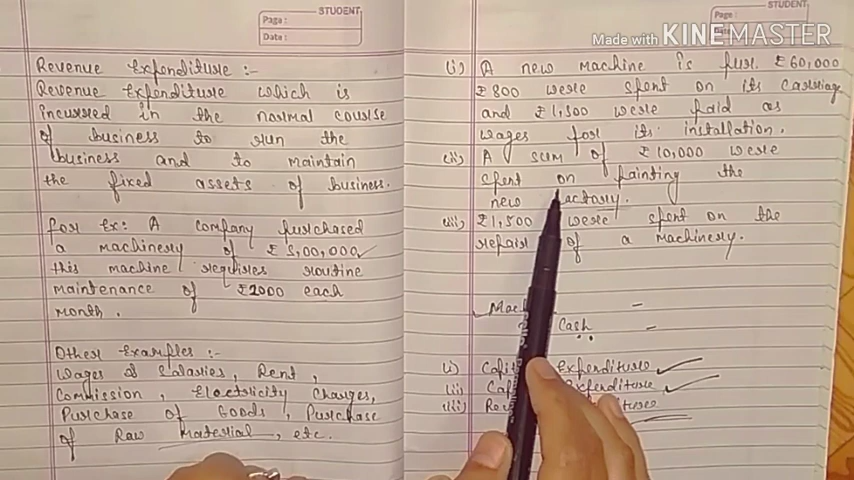 STUDENT
Page :
Date :
Revenue Expenditure :-
Revenue Expenditure which is
incurred in the normal course
of business to run the
business and to maintain
the fixed assets of business.
for Ex: A company purchased
a machinery of ₹ 5,00,000
this machine requires routine
maintenance of ₹2000 each
month.
Other Examples :-
Wages & Salaries, Rent,
Commission, Electricity Charges,
Purchase of Goods, Purchase
of Raw Material, etc.
STUDENT
Page :
Made with KINEMASTER
(i) A new Machine is pur. ₹60,000
₹800 were spent on its Carriage
and ₹1,500 were paid as
wages for its installation.
(ii) A sum of ₹10,000 were
spent on painting the
new factory.
(iii) ₹1,500 were spent on the
repair of a machinery.
Cash -
(i) Capital Expenditure
(ii) Expenditure
(iii)